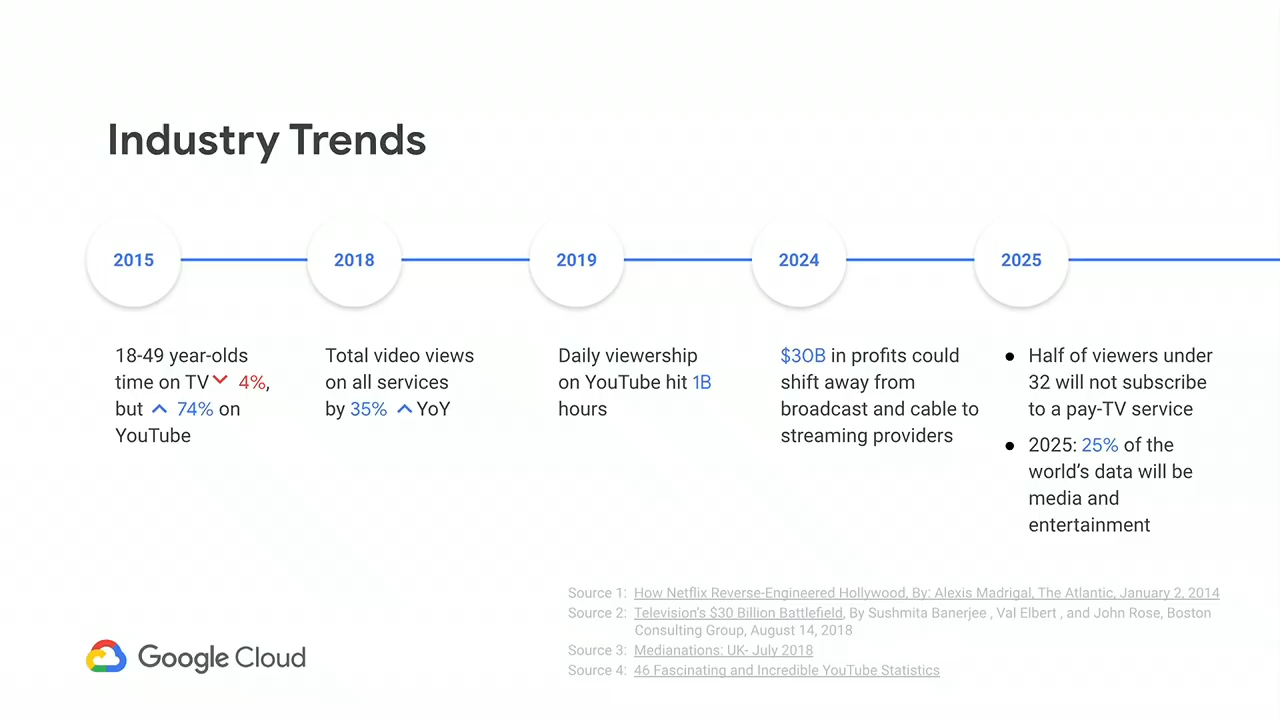 Industry Trends
2015
2018
2019
2024
2025
18-49 year-olds
time on TV 4%,
but 74% on
YouTube
Total video views
on all services
by 35% YoY
Daily viewership
on YouTube hit 1B
hours
$30B in profits could
shift away from
broadcast and cable to
streaming providers
● Half of viewers under
32 will not subscribe
to a pay-TV service
● 2025: 25% of the
world's data will be
media and
entertainment
Source 1: How Netflix Reverse-Engineered Hollywood, By: Alexis Madrigal, The Atlantic, January 2, 2014
Source 2: Television's $30 Billion Battlefield, By Sushmita Banerjee , Val Elbert , and John Rose, Boston
Consulting Group, August 14, 2018
Source 3: Medianations: UK- July 2018
Source 4: 46 Fascinating and Incredible YouTube Statistics
Google Cloud